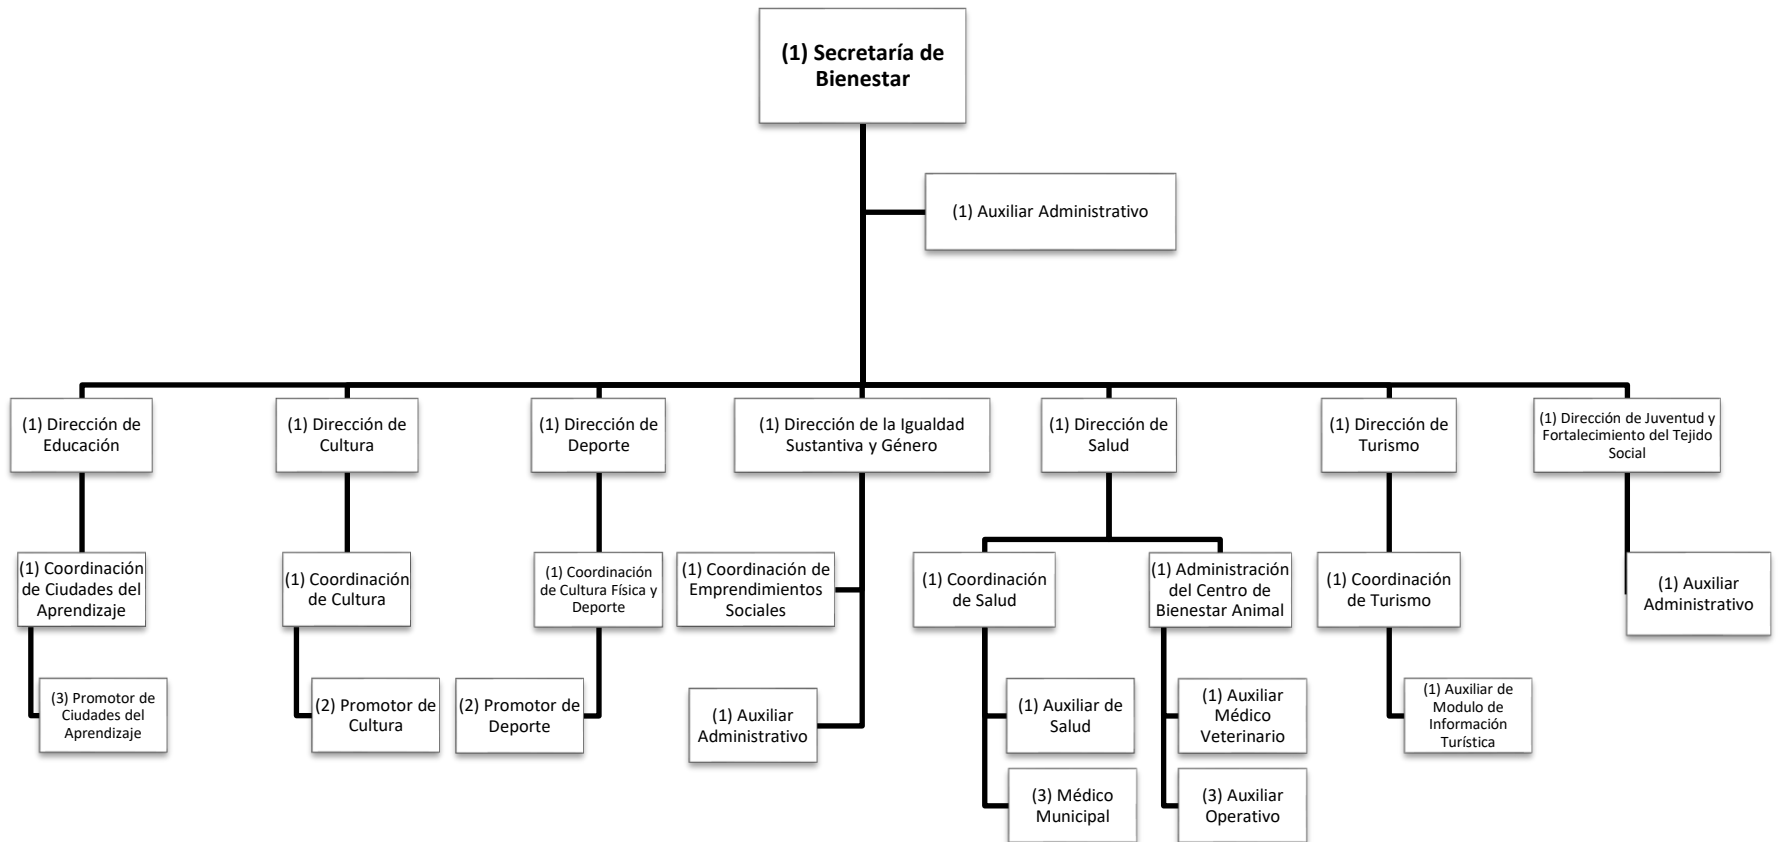 (1) Secretaría de
Bienestar
(1) Auxiliar Administrativo
(1) Dirección de
Educación
(1) Dirección de
Cultura
(1) Dirección de
Deporte
(1) Dirección de la Igualdad
Sustantiva y Género
(1) Dirección de
Salud
(1) Dirección de
Turismo
(1) Dirección de Juventud y
Fortalecimiento del Tejido
Social
(1) Coordinación
de Ciudades del
Aprendizaje
(1) Coordinación
de Cultura
(1) Coordinación
de Cultura Física y
Deporte
(1) Coordinación de
Emprendimientos
Sociales
(1) Coordinación
de Salud
(1) Administración
del Centro de
Bienestar Animal
(1) Coordinación
de Turismo
(1) Auxiliar
Administrativo
(3) Promotor de
Ciudades del
Aprendizaje
(2) Promotor de
Cultura
(2) Promotor de
Deporte
(1) Auxiliar
Administrativo
(1) Auxiliar de
Salud
(1) Auxiliar
Médico
Veterinario
(1) Auxiliar de
Modulo de
Información
Turística
(3) Médico
Municipal
(3) Auxiliar
Operativo